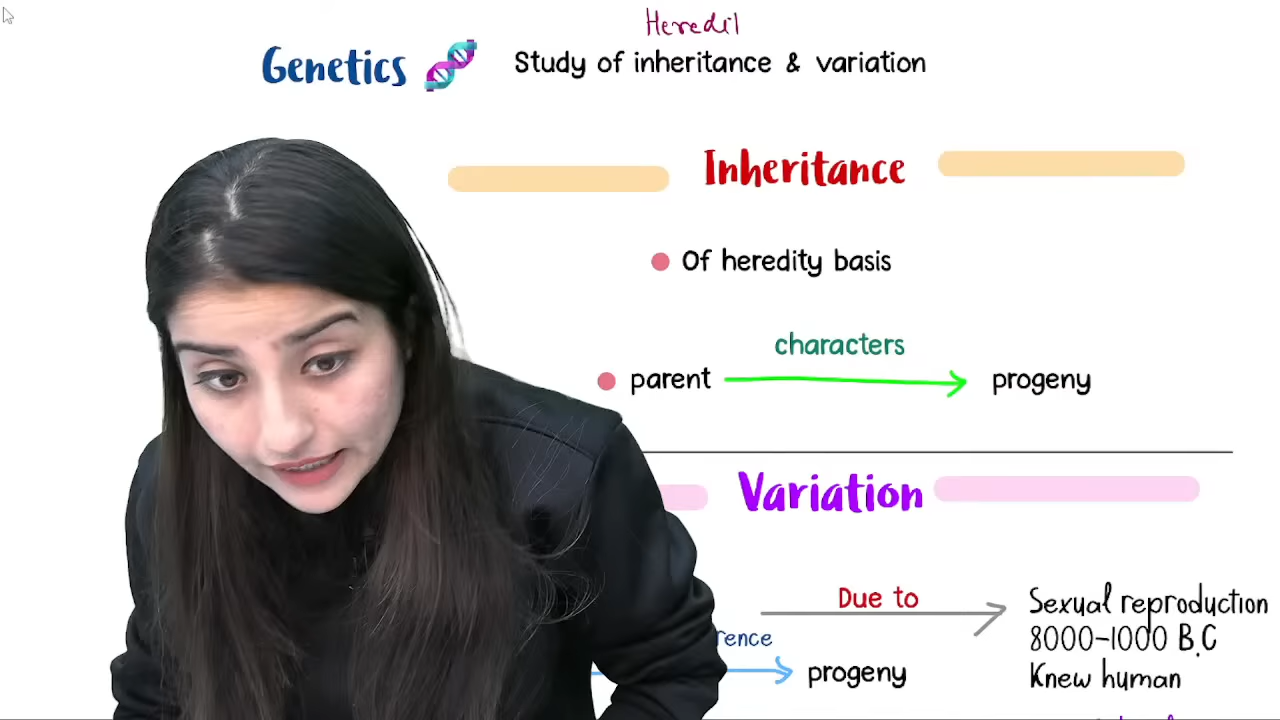 Heredit
Genetics
Study of inheritance & variation
Inheritance
Of heredity basis
characters
parent
progeny
Variation
Due to
Sexual reproduction
8000-1000 B.C
Knew human
rence
progeny